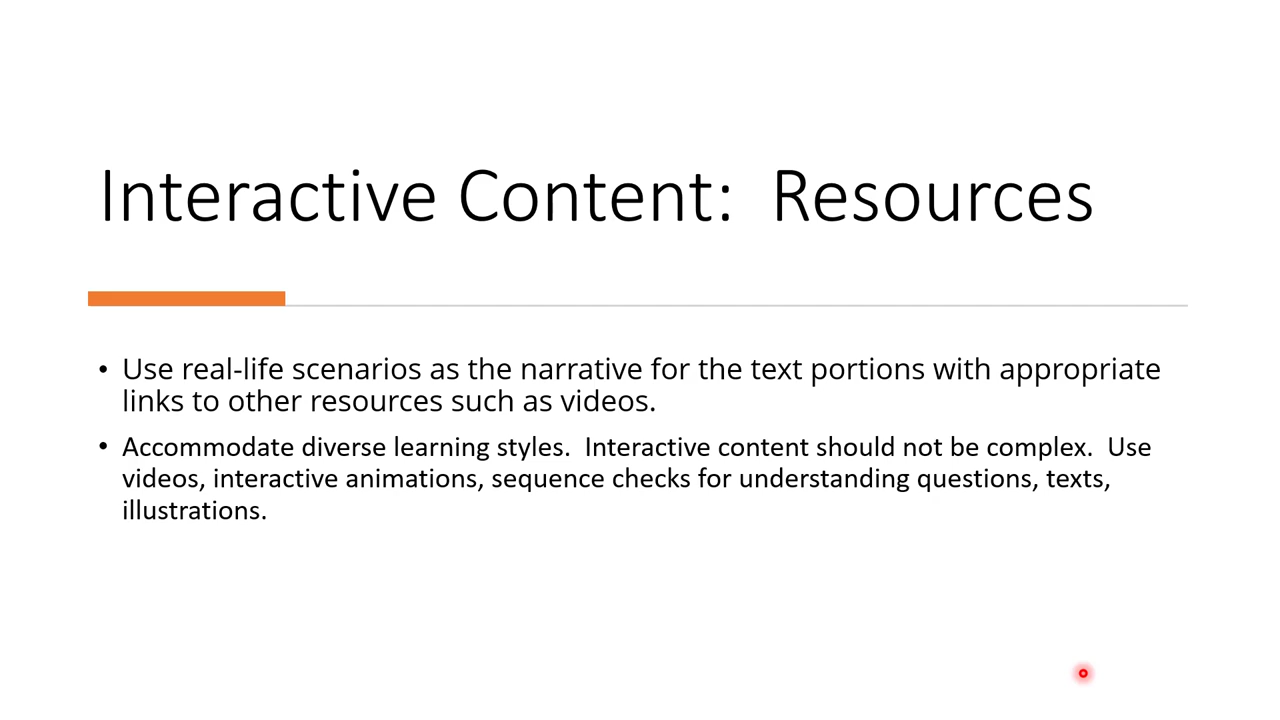 Interactive Content:  Resources
• Use real-life scenarios as the narrative for the text portions with appropriate
links to other resources such as videos.
• Accommodate diverse learning styles.  Interactive content should not be complex.  Use
videos, interactive animations, sequence checks for understanding questions, texts,
illustrations.